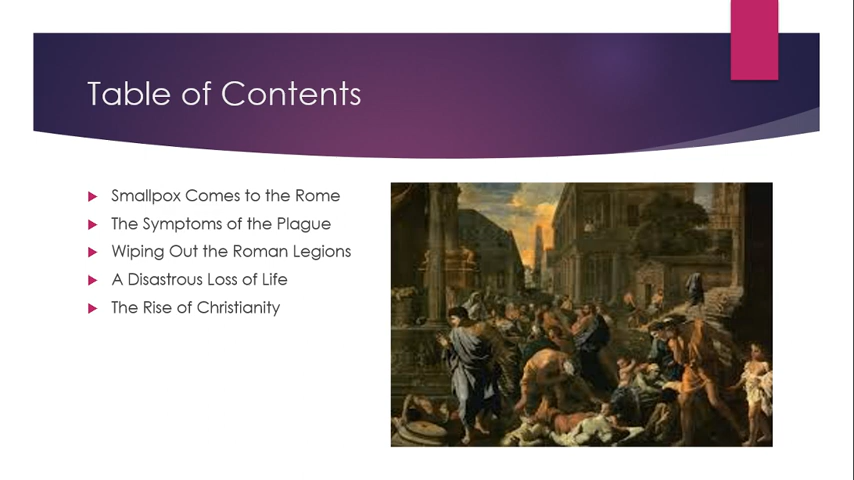 Table of Contents
Smallpox Comes to the Rome
The Symptoms of the Plague
Wiping Out the Roman Legions
A Disastrous Loss of Life
The Rise of Christianity